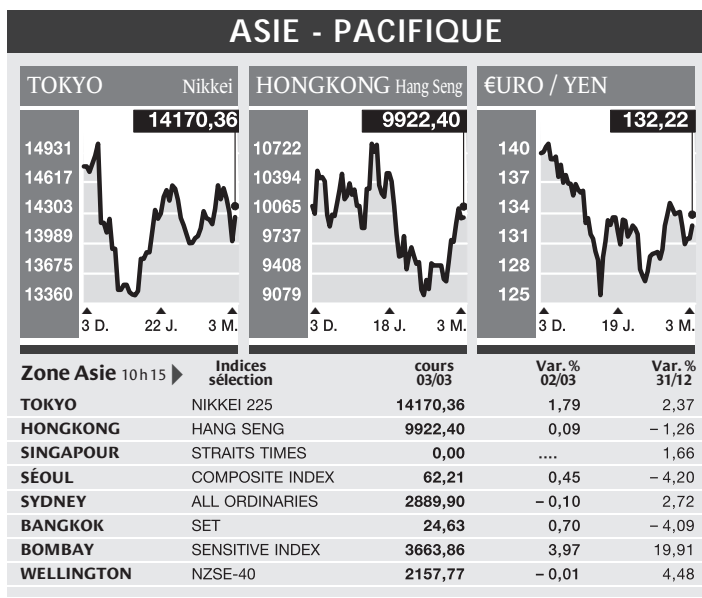 ASIE - PACIFIQUE
TOKYO Nikkei
14170,36
14931
14617
14303
13989
13675
13360
3 D. 22 J. 3 M.
HONGKONG Hang Seng
9922,40
10722
10394
10065
9737
9408
9079
3 D. 18 J. 3 M.
€URO / YEN
132,22
140
137
134
131
128
125
3 D. 19 J. 3 M.
Zone Asie 10h15 Indices sélection cours 03/03 Var. % 02/03 Var. % 31/12
TOKYO NIKKEI 225 14170,36 1,79 2,37
HONGKONG HANG SENG 9922,40 0,09 – 1,26
SINGAPOUR STRAITS TIMES 0,00 .... 1,66
SÉOUL COMPOSITE INDEX 62,21 0,45 – 4,20
SYDNEY ALL ORDINARIES 2889,90 – 0,10 2,72
BANGKOK SET 24,63 0,70 – 4,09
BOMBAY SENSITIVE INDEX 3663,86 3,97 19,91
WELLINGTON NZSE-40 2157,77 – 0,01 4,48